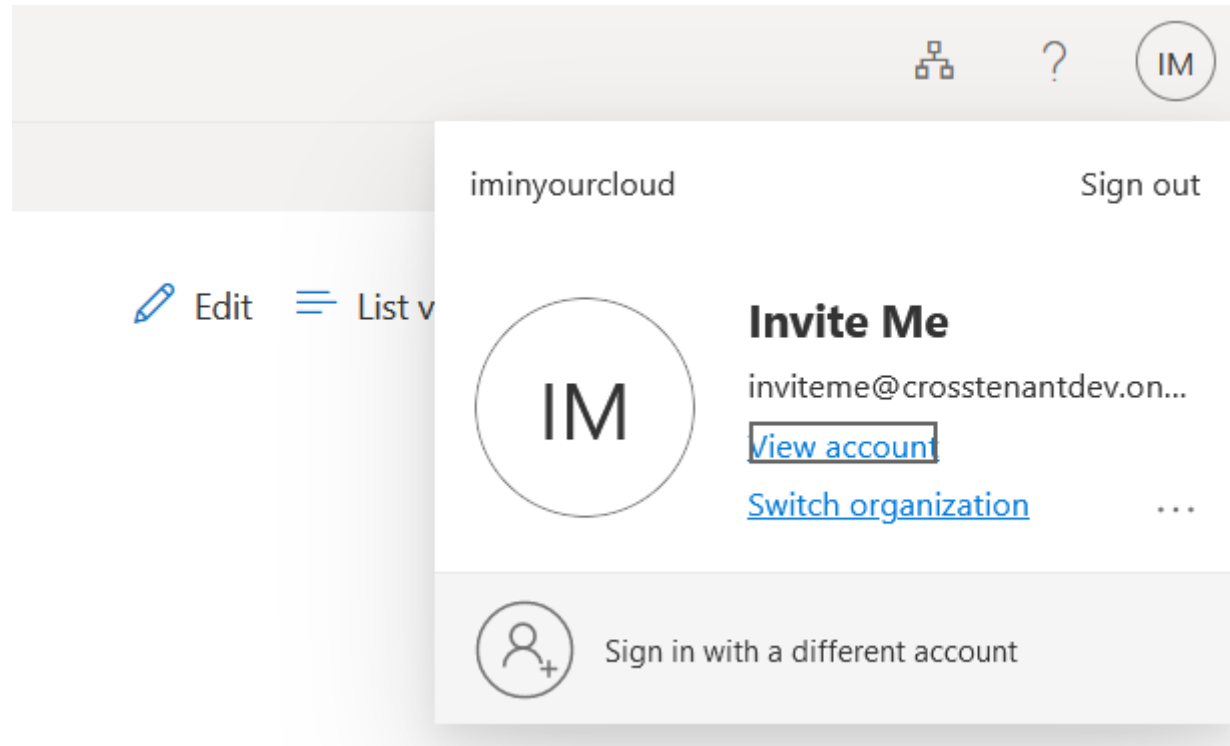 ?
IM
iminyourcloud
Sign out
Edit
List v
IM
Invite Me
inviteme@crosstenantdev.on...
View account
Switch organization
...
Sign in with a different account